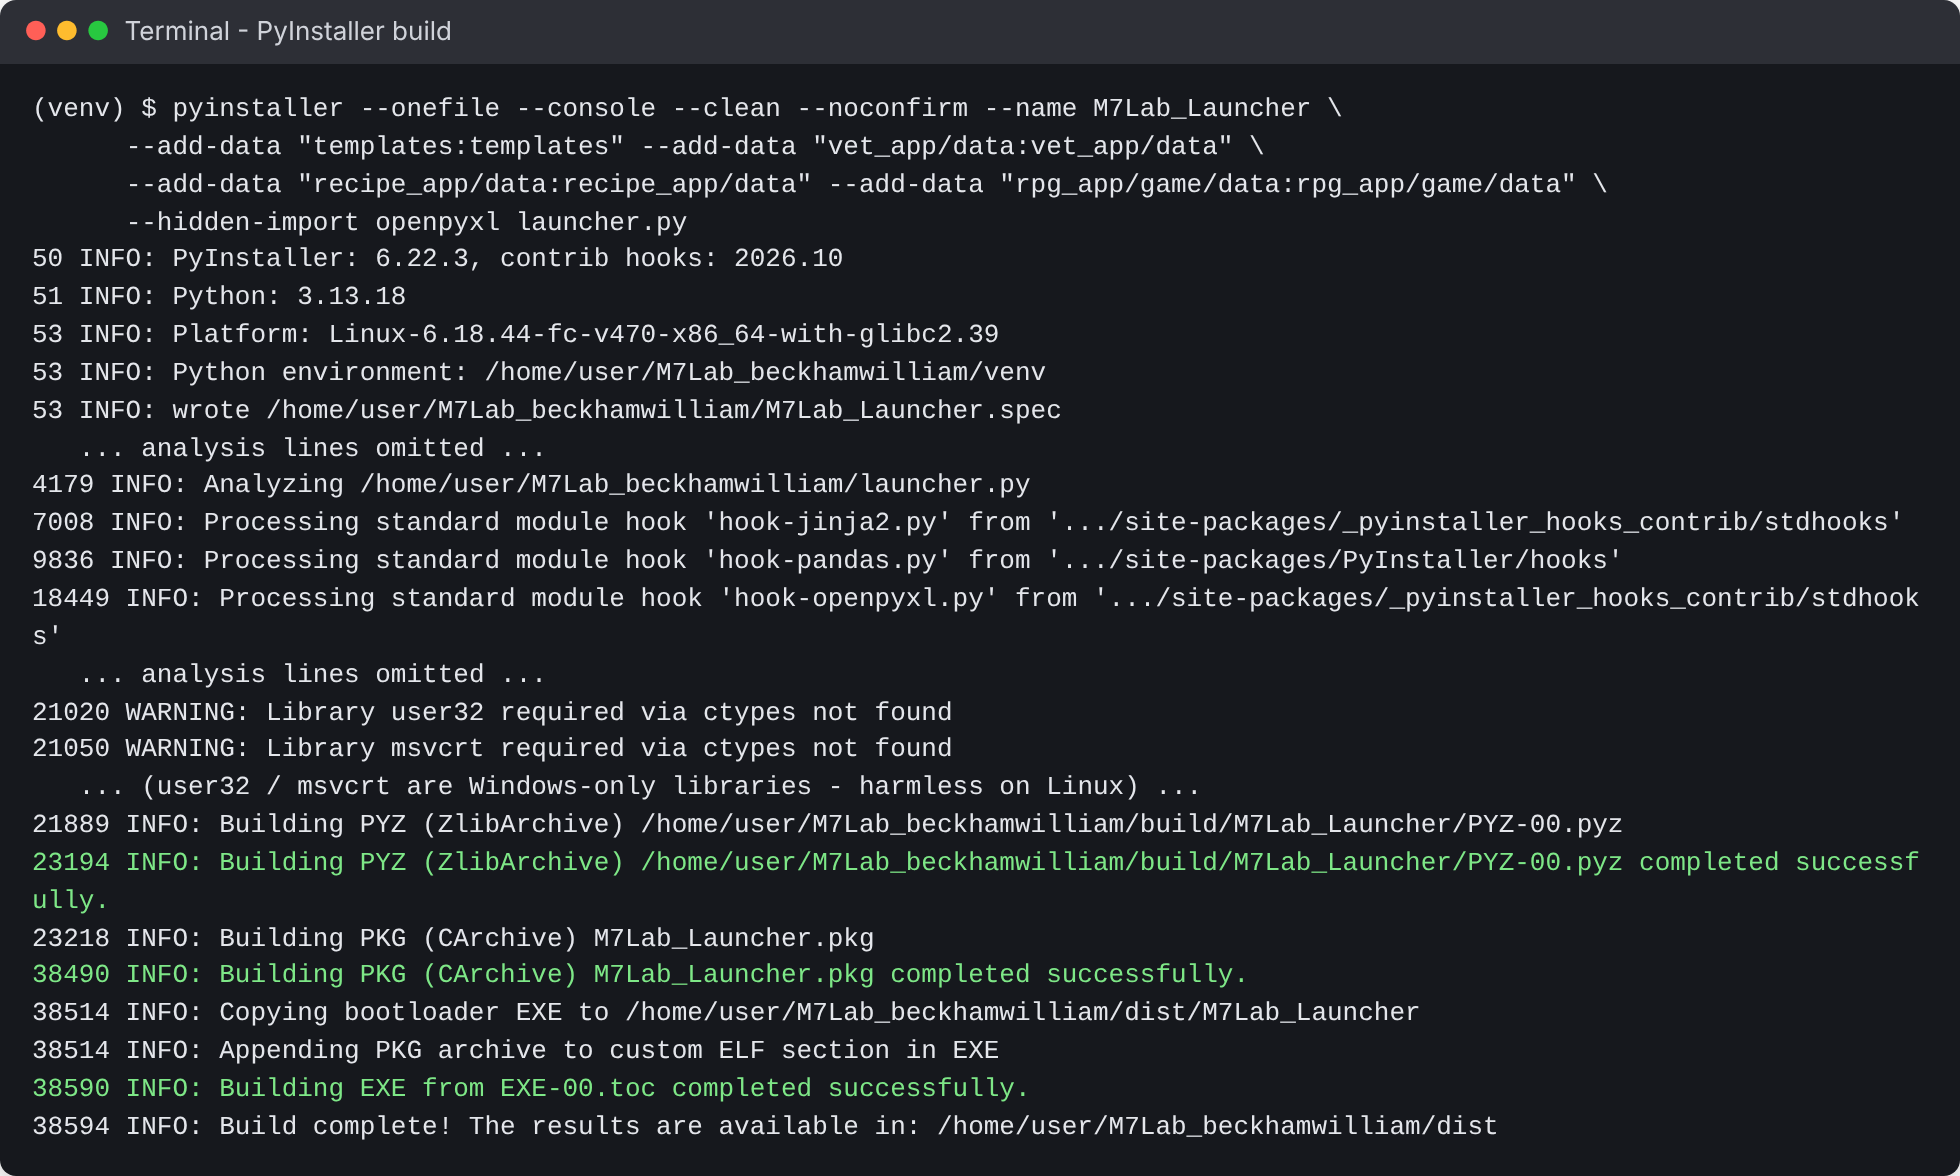 Terminal - PyInstaller build
(venv) $ pyinstaller --onefile --console --clean --noconfirm --name M7Lab_Launcher \
      --add-data "templates:templates" --add-data "vet_app/data:vet_app/data" \
      --add-data "recipe_app/data:recipe_app/data" --add-data "rpg_app/game/data:rpg_app/game/data" \
      --hidden-import openpyxl launcher.py
50 INFO: PyInstaller: 6.22.3, contrib hooks: 2026.10
51 INFO: Python: 3.13.18
53 INFO: Platform: Linux-6.18.44-fc-v470-x86_64-with-glibc2.39
53 INFO: Python environment: /home/user/M7Lab_beckhamwilliam/venv
53 INFO: wrote /home/user/M7Lab_beckhamwilliam/M7Lab_Launcher.spec
   ... analysis lines omitted ...
4179 INFO: Analyzing /home/user/M7Lab_beckhamwilliam/launcher.py
7008 INFO: Processing standard module hook 'hook-jinja2.py' from '.../site-packages/_pyinstaller_hooks_contrib/stdhooks'
9836 INFO: Processing standard module hook 'hook-pandas.py' from '.../site-packages/PyInstaller/hooks'
18449 INFO: Processing standard module hook 'hook-openpyxl.py' from '.../site-packages/_pyinstaller_hooks_contrib/stdhook
s'
   ... analysis lines omitted ...
21020 WARNING: Library user32 required via ctypes not found
21050 WARNING: Library msvcrt required via ctypes not found
   ... (user32 / msvcrt are Windows-only libraries - harmless on Linux) ...
21889 INFO: Building PYZ (ZlibArchive) /home/user/M7Lab_beckhamwilliam/build/M7Lab_Launcher/PYZ-00.pyz
23194 INFO: Building PYZ (ZlibArchive) /home/user/M7Lab_beckhamwilliam/build/M7Lab_Launcher/PYZ-00.pyz completed successf
ully.
23218 INFO: Building PKG (CArchive) M7Lab_Launcher.pkg
38490 INFO: Building PKG (CArchive) M7Lab_Launcher.pkg completed successfully.
38514 INFO: Copying bootloader EXE to /home/user/M7Lab_beckhamwilliam/dist/M7Lab_Launcher
38514 INFO: Appending PKG archive to custom ELF section in EXE
38590 INFO: Building EXE from EXE-00.toc completed successfully.
38594 INFO: Build complete! The results are available in: /home/user/M7Lab_beckhamwilliam/dist